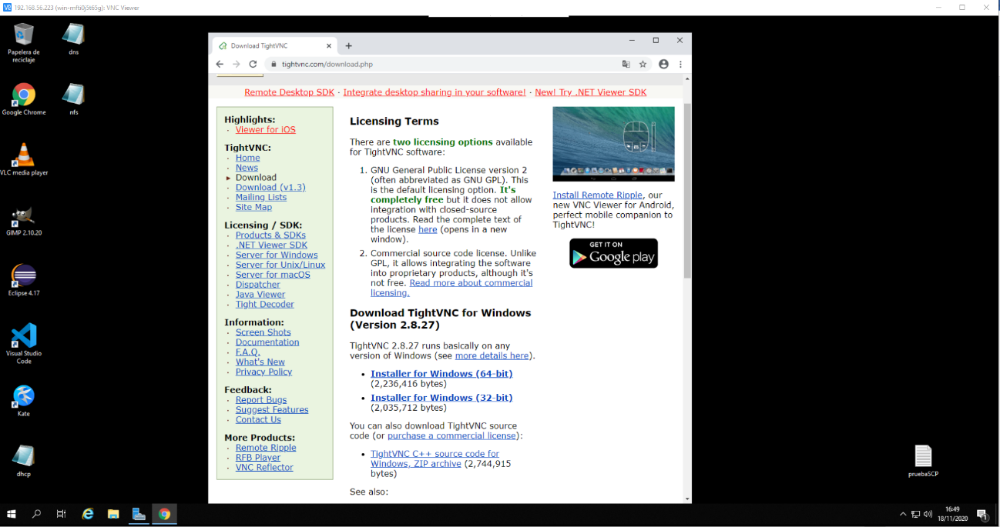 192.168.56.223 (win-mfti0j5t65g): VNC Viewer
Papelera de
reciclaje
dns
Google Chrome
nfs
VLC media player
GIMP 2.10.20
Eclipse 4.17
Visual Studio
Code
Kate
dhcp
Download TightVNC
tightvnc.com/download.php
Remote Desktop SDK · Integrate desktop sharing in your software! · New! Try .NET Viewer SDK
Highlights:
· Viewer for iOS
TightVNC:
· Home
· News
▸ Download
· Download (v1.3)
· Mailing Lists
· Site Map
Licensing / SDK:
· Products & SDKs
· .NET Viewer SDK
· Server for Windows
· Server for Unix/Linux
· Server for macOS
· Dispatcher
· Java Viewer
· Tight Decoder
Information:
· Screen Shots
· Documentation
· F.A.Q.
· What's New
· Privacy Policy
Feedback:
· Report Bugs
· Suggest Features
· Contact Us
More Products:
· Remote Ripple
· RFB Player
· VNC Reflector
Licensing Terms
There are two licensing options available
for TightVNC software:
1. GNU General Public License version 2
(often abbreviated as GNU GPL). This
is the default licensing option. It's
completely free but it does not allow
integration with closed-source
products. Read the complete text of
the license here (opens in a new
window).
2. Commercial source code license. Unlike
GPL, it allows integrating the software
into proprietary products, although it's
not free. Read more about commercial
licensing.
Download TightVNC for Windows
(Version 2.8.27)
TightVNC 2.8.27 runs basically on any
version of Windows (see more details here).
• Installer for Windows (64-bit)
(2,236,416 bytes)
• Installer for Windows (32-bit)
(2,035,712 bytes)
You can also download TightVNC source
code (or purchase a commercial license):
• TightVNC C++ source code for
Windows, ZIP archive (2,744,915
bytes)
See also:
Install Remote Ripple, our
new VNC Viewer for Android,
perfect mobile companion to
TightVNC!
GET IT ON
Google play
pruebaSCP
16:49
18/11/2020
1